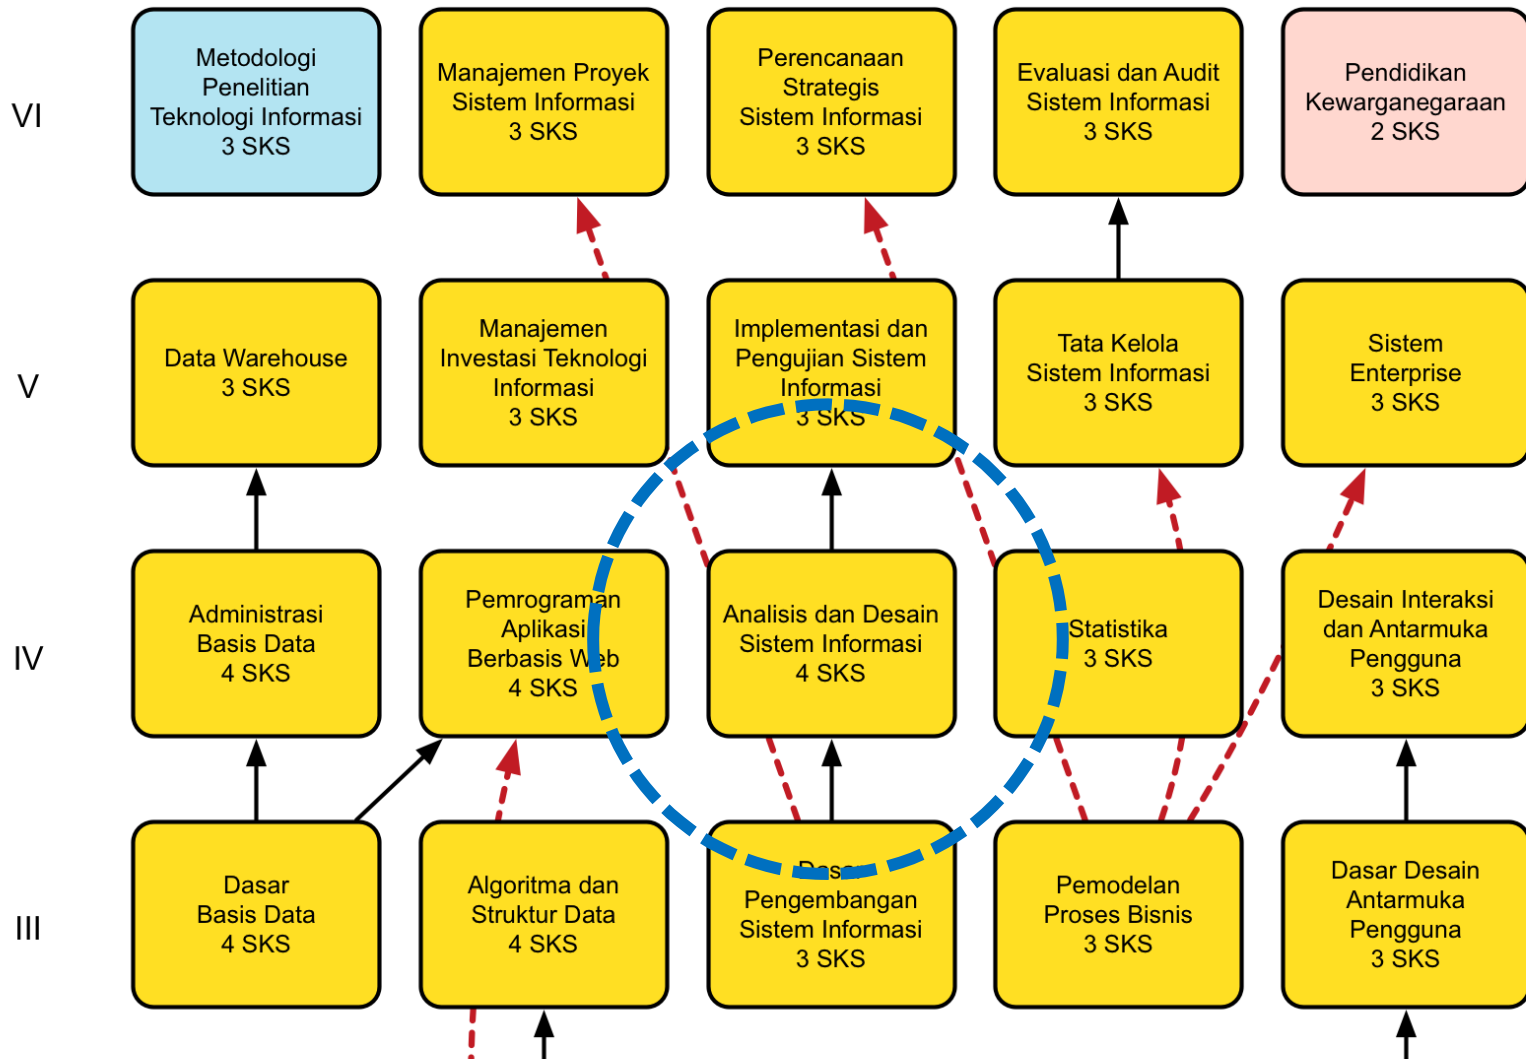 VI
Metodologi
Penelitian
Teknologi Informasi
3 SKS
Manajemen Proyek
Sistem Informasi
3 SKS
Perencanaan
Strategis
Sistem Informasi
3 SKS
Evaluasi dan Audit
Sistem Informasi
3 SKS
Pendidikan
Kewarganegaraan
2 SKS
V
Data Warehouse
3 SKS
Manajemen
Investasi Teknologi
Informasi
3 SKS
Implementasi dan
Pengujian Sistem
Informasi
3 SKS
Tata Kelola
Sistem Informasi
3 SKS
Sistem
Enterprise
3 SKS
IV
Administrasi
Basis Data
4 SKS
Pemrograman
Aplikasi
Berbasis Web
4 SKS
Analisis dan Desain
Sistem Informasi
4 SKS
Statistika
3 SKS
Desain Interaksi
dan Antarmuka
Pengguna
3 SKS
III
Dasar
Basis Data
4 SKS
Algoritma dan
Struktur Data
4 SKS
Dasar
Pengembangan
Sistem Informasi
3 SKS
Pemodelan
Proses Bisnis
3 SKS
Dasar Desain
Antarmuka
Pengguna
3 SKS